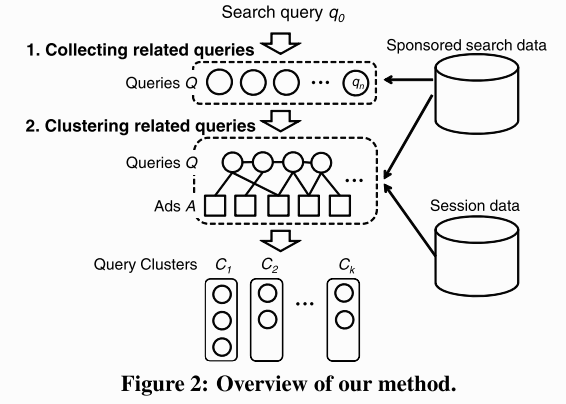 Search query q0
1. Collecting related queries
Sponsored search data
Queries Q
... qn
2. Clustering related queries
Queries Q
...
Ads A
Session data
Query Clusters C1 C2 Ck
...
Figure 2: Overview of our method.